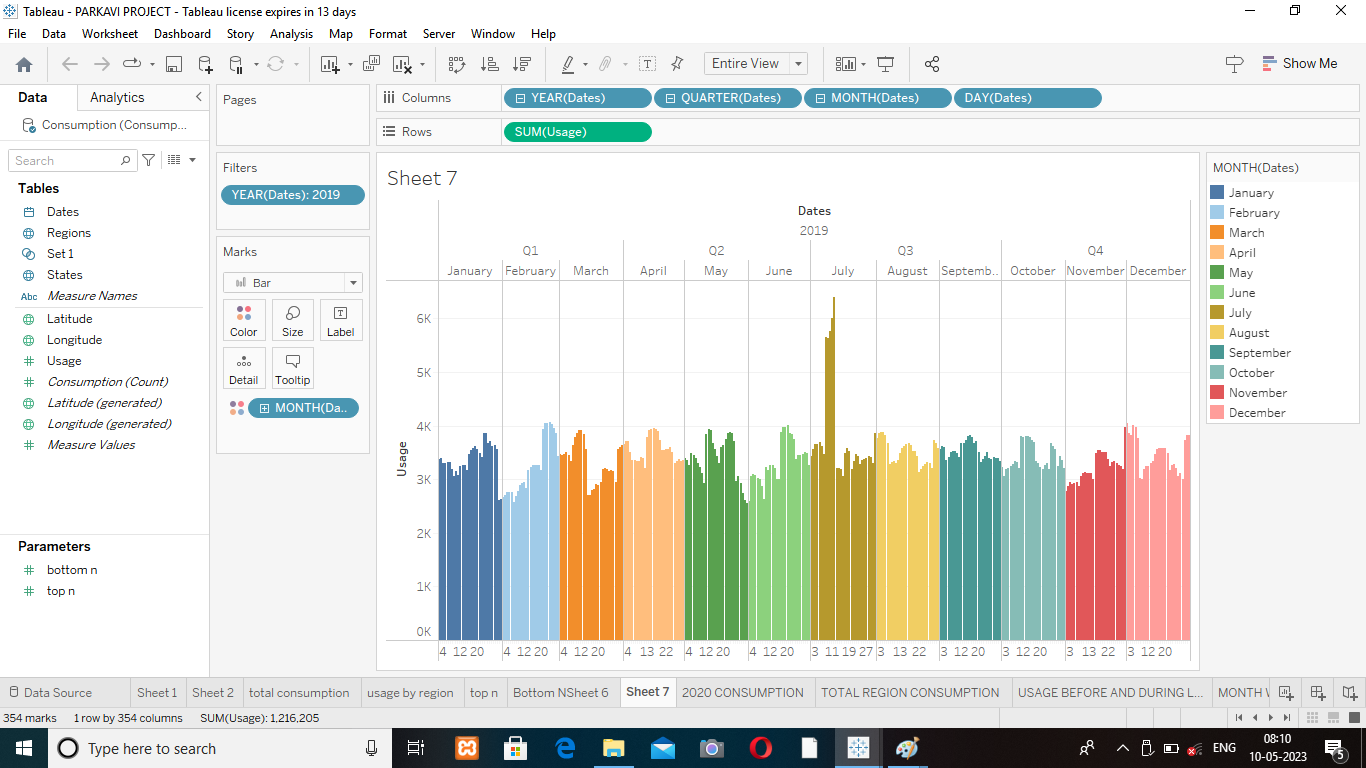 Tableau - PARKAVI PROJECT - Tableau license expires in 13 days
File Data Worksheet Dashboard Story Analysis Map Format Server Window Help
Entire View
Show Me
Data Analytics
Consumption (Consump...
Search
Tables
Dates
Regions
Set 1
States
Abc Measure Names
Latitude
Longitude
Usage
Consumption (Count)
Latitude (generated)
Longitude (generated)
Measure Values
Parameters
bottom n
top n
Pages
Filters
YEAR(Dates): 2019
Marks
Bar
Color Size Label
Detail Tooltip
MONTH(Da..
Columns YEAR(Dates) QUARTER(Dates) MONTH(Dates) DAY(Dates)
Rows SUM(Usage)
Sheet 7
Dates
2019
Q1 Q2 Q3 Q4
January February March April May June July August Septemb.. October November December
Usage
6K
5K
4K
3K
2K
1K
0K
4 12 20 4 12 20 4 12 20 4 13 22 4 12 20 4 12 20 3 11 19 27 3 13 22 3 12 20 3 12 20 3 13 22 3 12 20
MONTH(Dates)
January
February
March
April
May
June
July
August
September
October
November
December
Data Source Sheet 1 Sheet 2 total consumption usage by region top n Bottom NSheet 6 Sheet 7 2020 CONSUMPTION TOTAL REGION CONSUMPTION USAGE BEFORE AND DURING L... MONTH W
354 marks 1 row by 354 columns SUM(Usage): 1,216,205
Type here to search
ENG
08:10
10-05-2023
5